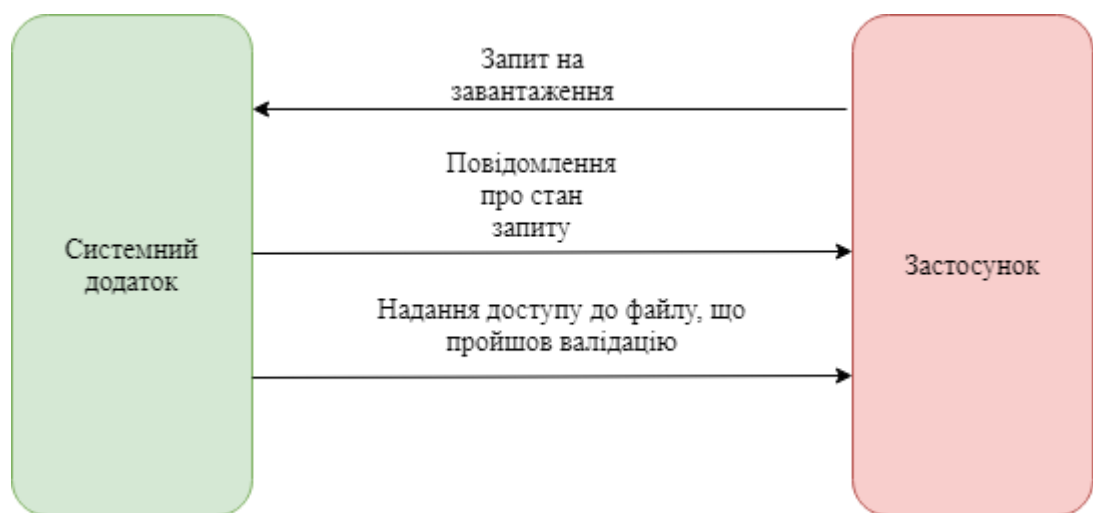 Запит на
завантаження
Повідомлення
про стан
запиту
Системний
додаток
Застосунок
Надання доступу до файлу, що
пройшов валідацію